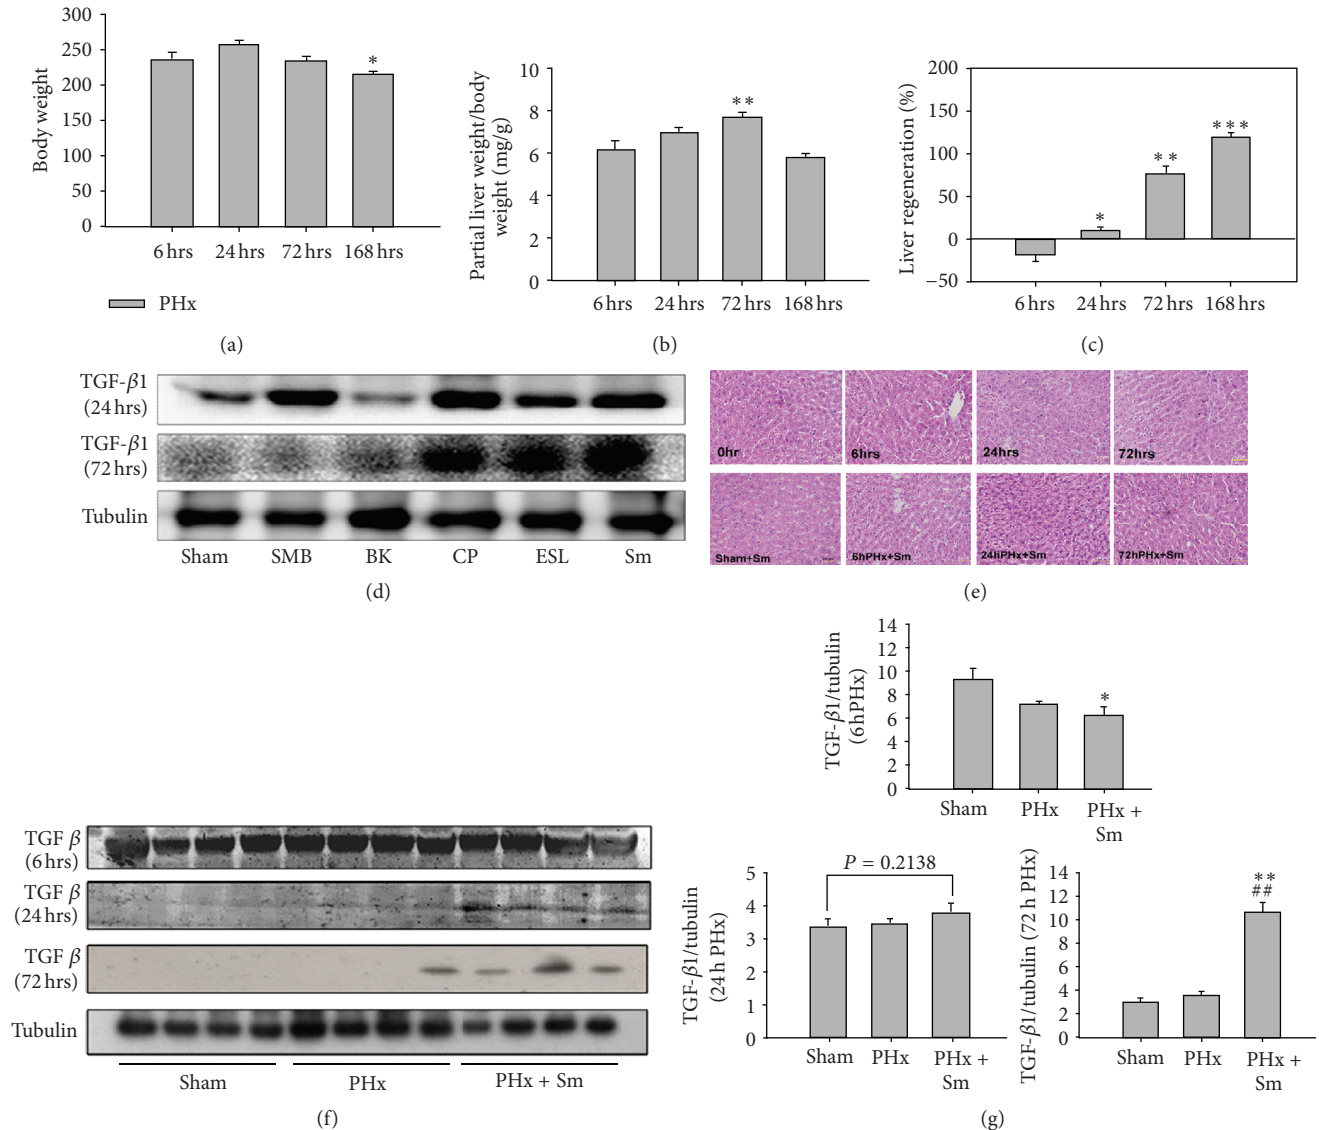 300
250
200
150
100
50
0
Body weight
*
6 hrs 24 hrs 72 hrs 168 hrs
PHx
(a)
10
8
6
4
2
0
Partial liver weight/body
weight (mg/g)
**
6 hrs 24 hrs 72 hrs 168 hrs
(b)
200
150
100
50
0
−50
Liver regeneration (%)
*
**
***
6 hrs 24 hrs 72 hrs 168 hrs
(c)
TGF-β1
(24 hrs)
TGF-β1
(72 hrs)
Tubulin
Sham SMB BK CP ESL Sm
(d)
0hr 6hrs 24hrs 72hrs
Sham+Sm 6hPHx+Sm 24hPHx+Sm 72hPHx+Sm
(e)
TGF β
(6 hrs)
TGF β
(24 hrs)
TGF β
(72 hrs)
Tubulin
Sham PHx PHx + Sm
(f)
14
12
10
8
6
4
2
0
TGF-β1/tubulin
(6 hPHx)
*
Sham PHx PHx +
Sm
5
4
3
2
1
0
TGF-β1/tubulin
(24 h PHx)
P = 0.2138
Sham PHx PHx +
Sm
14
12
10
8
6
4
2
0
TGF-β1/tubulin (72 h PHx)
**
##
Sham PHx PHx +
Sm
(g)